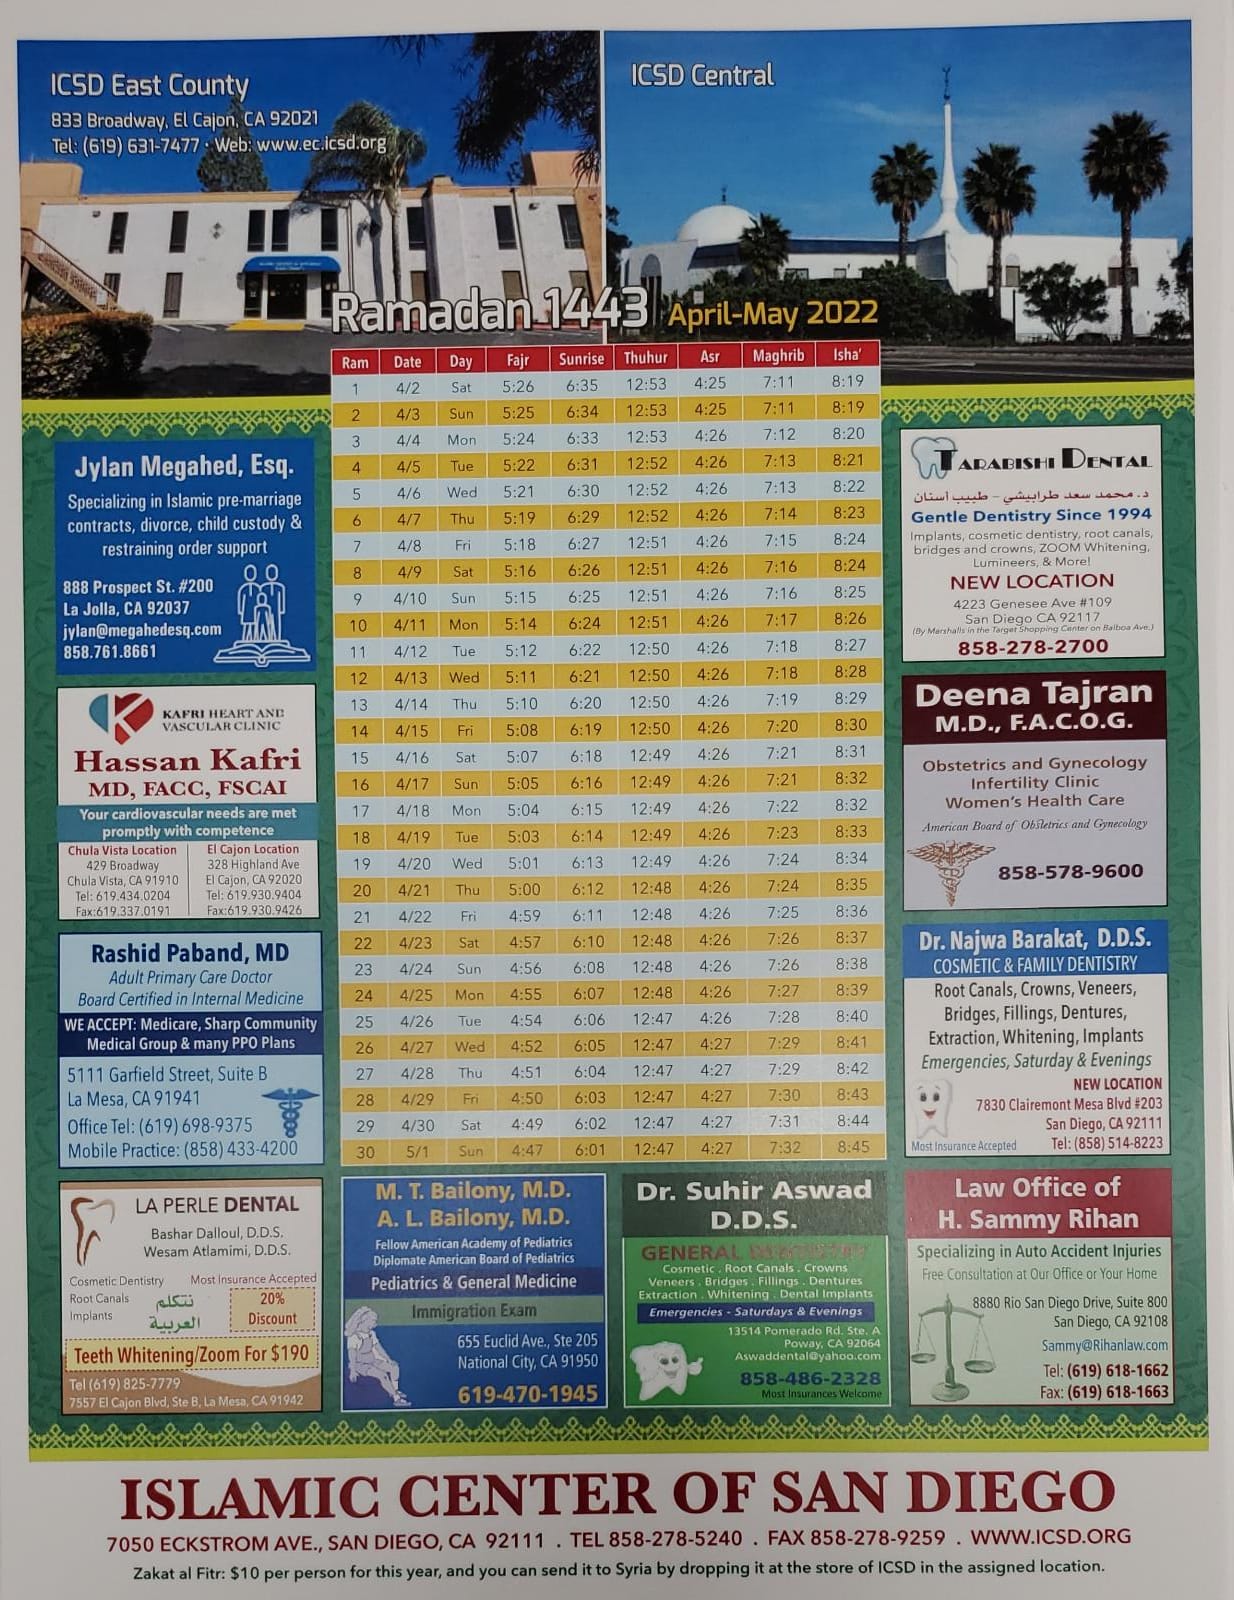 ICSD East County
833 Broadway, El Cajon, CA 92021
Tel: (619) 631-7477 · Web: www.ec.icsd.org
ICSD Central
Ramadan 1443 April-May 2022
Ram Date Day Fajr Sunrise Thuhur Asr Maghrib Isha'
1 4/2 Sat 5:26 6:35 12:53 4:25 7:11 8:19
2 4/3 Sun 5:25 6:34 12:53 4:25 7:11 8:19
3 4/4 Mon 5:24 6:33 12:53 4:26 7:12 8:20
4 4/5 Tue 5:22 6:31 12:52 4:26 7:13 8:21
5 4/6 Wed 5:21 6:30 12:52 4:26 7:13 8:22
6 4/7 Thu 5:19 6:29 12:52 4:26 7:14 8:23
7 4/8 Fri 5:18 6:27 12:51 4:26 7:15 8:24
8 4/9 Sat 5:16 6:26 12:51 4:26 7:16 8:24
9 4/10 Sun 5:15 6:25 12:51 4:26 7:16 8:25
10 4/11 Mon 5:14 6:24 12:51 4:26 7:17 8:26
11 4/12 Tue 5:12 6:22 12:50 4:26 7:18 8:27
12 4/13 Wed 5:11 6:21 12:50 4:26 7:18 8:28
13 4/14 Thu 5:10 6:20 12:50 4:26 7:19 8:29
14 4/15 Fri 5:08 6:19 12:50 4:26 7:20 8:30
15 4/16 Sat 5:07 6:18 12:49 4:26 7:21 8:31
16 4/17 Sun 5:05 6:16 12:49 4:26 7:21 8:32
17 4/18 Mon 5:04 6:15 12:49 4:26 7:22 8:32
18 4/19 Tue 5:03 6:14 12:49 4:26 7:23 8:33
19 4/20 Wed 5:01 6:13 12:49 4:26 7:24 8:34
20 4/21 Thu 5:00 6:12 12:48 4:26 7:24 8:35
21 4/22 Fri 4:59 6:11 12:48 4:26 7:25 8:36
22 4/23 Sat 4:57 6:10 12:48 4:26 7:26 8:37
23 4/24 Sun 4:56 6:08 12:48 4:26 7:26 8:38
24 4/25 Mon 4:55 6:07 12:48 4:26 7:27 8:39
25 4/26 Tue 4:54 6:06 12:47 4:26 7:28 8:40
26 4/27 Wed 4:52 6:05 12:47 4:27 7:29 8:41
27 4/28 Thu 4:51 6:04 12:47 4:27 7:29 8:42
28 4/29 Fri 4:50 6:03 12:47 4:27 7:30 8:43
29 4/30 Sat 4:49 6:02 12:47 4:27 7:31 8:44
30 5/1 Sun 4:47 6:01 12:47 4:27 7:32 8:45
Jylan Megahed, Esq.
Specializing in Islamic pre-marriage
contracts, divorce, child custody &
restraining order support
888 Prospect St. #200
La Jolla, CA 92037
jylan@megahedesq.com
858.761.8661
KAFRI HEART AND
VASCULAR CLINIC
Hassan Kafri
MD, FACC, FSCAI
Your cardiovascular needs are met
promptly with competence
Chula Vista Location
429 Broadway
Chula Vista, CA 91910
Tel: 619.434.0204
Fax:619.337.0191
El Cajon Location
328 Highland Ave
El Cajon, CA 92020
Tel: 619.930.9404
Fax:619.930.9426
Rashid Paband, MD
Adult Primary Care Doctor
Board Certified in Internal Medicine
WE ACCEPT: Medicare, Sharp Community
Medical Group & many PPO Plans
5111 Garfield Street, Suite B
La Mesa, CA 91941
Office Tel: (619) 698-9375
Mobile Practice: (858) 433-4200
LA PERLE DENTAL
Bashar Dalloul, D.D.S.
Wesam Atlamimi, D.D.S.
Cosmetic Dentistry
Root Canals
Implants
نتكلم
العربية
Most Insurance Accepted
20%
Discount
Teeth Whitening/Zoom For $190
Tel (619) 825-7779
7557 El Cajon Blvd, Ste B, La Mesa, CA 91942
M. T. Bailony, M.D.
A. L. Bailony, M.D.
Fellow American Academy of Pediatrics
Diplomate American Board of Pediatrics
Pediatrics & General Medicine
Immigration Exam
655 Euclid Ave., Ste 205
National City, CA 91950
619-470-1945
Dr. Suhir Aswad
D.D.S.
GENERAL DENTISTRY
Cosmetic . Root Canals . Crowns
Veneers . Bridges . Fillings . Dentures
Extraction . Whitening . Dental Implants
Emergencies - Saturdays & Evenings
13514 Pomerado Rd. Ste. A
Poway, CA 92064
Aswaddental@yahoo.com
858-486-2328
Most Insurances Welcome
TARABISHI DENTAL
د. محمد سعد طرابيشي - طبيب أسنان
Gentle Dentistry Since 1994
Implants, cosmetic dentistry, root canals,
bridges and crowns, ZOOM Whitening,
Lumineers, & More!
NEW LOCATION
4223 Genesee Ave #109
San Diego CA 92117
(By Marshalls in the Target Shopping Center on Balboa Ave.)
858-278-2700
Deena Tajran
M.D., F.A.C.O.G.
Obstetrics and Gynecology
Infertility Clinic
Women's Health Care
American Board of Obstetrics and Gynecology
858-578-9600
Dr. Najwa Barakat, D.D.S.
COSMETIC & FAMILY DENTISTRY
Root Canals, Crowns, Veneers,
Bridges, Fillings, Dentures,
Extraction, Whitening, Implants
Emergencies, Saturday & Evenings
NEW LOCATION
7830 Clairemont Mesa Blvd #203
San Diego, CA 92111
Most Insurance Accepted Tel: (858) 514-8223
Law Office of
H. Sammy Rihan
Specializing in Auto Accident Injuries
Free Consultation at Our Office or Your Home
8880 Rio San Diego Drive, Suite 800
San Diego, CA 92108
Sammy@Rihanlaw.com
Tel: (619) 618-1662
Fax: (619) 618-1663
ISLAMIC CENTER OF SAN DIEGO
7050 ECKSTROM AVE., SAN DIEGO, CA 92111 . TEL 858-278-5240 . FAX 858-278-9259 . WWW.ICSD.ORG
Zakat al Fitr: $10 per person for this year, and you can send it to Syria by dropping it at the store of ICSD in the assigned location.